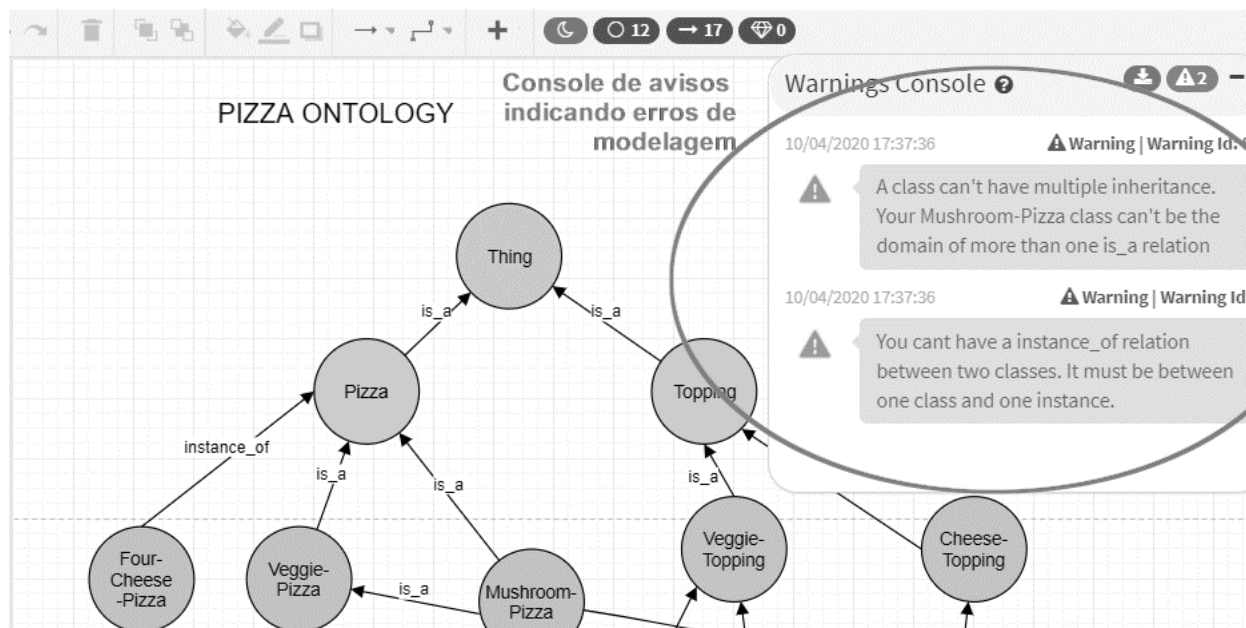 12
17
0
PIZZA ONTOLOGY
Console de avisos
indicando erros de
modelagem
Warnings Console
2
10/04/2020 17:37:36
Warning | Warning Id:
A class can't have multiple inheritance.
Your Mushroom-Pizza class can't be the
domain of more than one is_a relation
10/04/2020 17:37:36
Warning | Warning Id
You cant have a instance_of relation
between two classes. It must be between
one class and one instance.
Thing
is_a
is_a
Pizza
Topping
instance_of
is_a
is_a
is_a
Four-
Cheese
-Pizza
Veggie-
Pizza
is_a
Mushroom-
Pizza
Veggie-
Topping
Cheese-
Topping